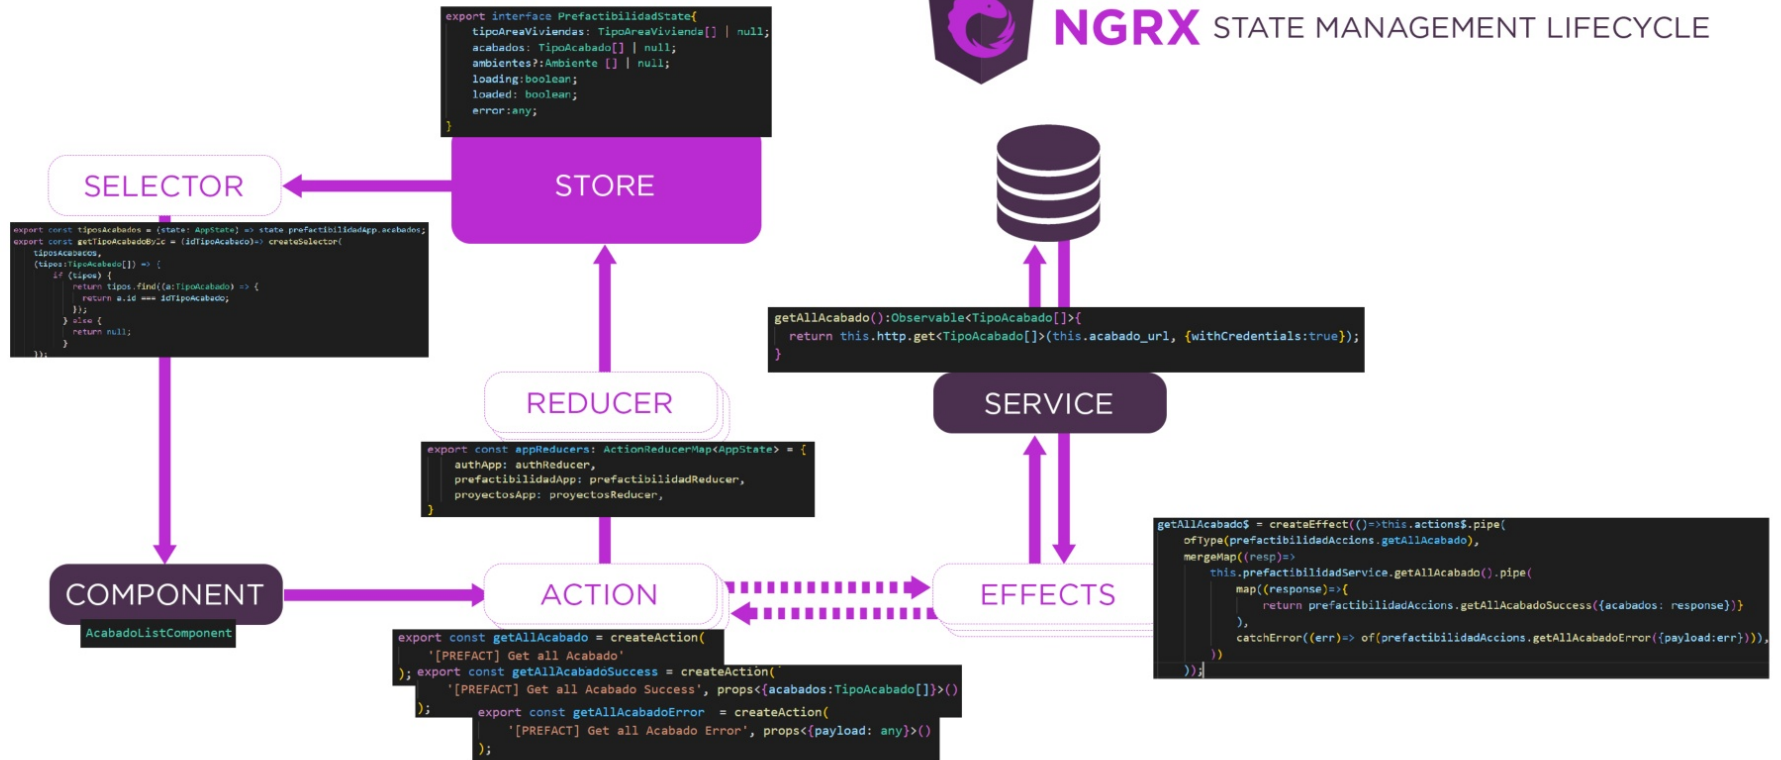 NGRX STATE MANAGEMENT LIFECYCLE
export interface PrefactibilidadState{
tipoAreaViviendas: TipoAreaVivienda[] | null;
acabados: TipoAcabado[] | null;
ambientes?:Ambiente [] | null;
loading:boolean;
loaded: boolean;
error:any;
}
SELECTOR
STORE
export const tiposAcabados = (state: AppState) => state.prefactibilidadApp.acabados;
export const getTipoAcabadoById = (idTipoAcabado)=> createSelector(
tiposAcabados,
(tipos:TipoAcabado[]) => {
if (tipos) {
return tipos.find((a:TipoAcabado) => {
return a.id === idTipoAcabado;
});
} else {
return null;
}
});
getAllAcabado():Observable<TipoAcabado[]>{
return this.http.get<TipoAcabado[]>(this.acabado_url, {withCredentials:true});
}
REDUCER
SERVICE
export const appReducers: ActionReducerMap<AppState> = {
authApp: authReducer,
prefactibilidadApp: prefactibilidadReducer,
proyectosApp: proyectosReducer,
}
COMPONENT
AcabadoListComponent
ACTION
EFFECTS
getAllAcabado$ = createEffect(()=>this.actions$.pipe(
ofType(prefactibilidadAccions.getAllAcabado),
mergeMap((resp)=>
this.prefactibilidadService.getAllAcabado().pipe(
map((response)=>{
return prefactibilidadAccions.getAllAcabadoSuccess({acabados: response})}
),
catchError((err)=> of(prefactibilidadAccions.getAllAcabadoError({payload:err}))),
))
));
export const getAllAcabado = createAction(
'[PREFACT] Get all Acabado'
);
export const getAllAcabadoSuccess = createAction(
'[PREFACT] Get all Acabado Success', props<{acabados:TipoAcabado[]}>()
);
export const getAllAcabadoError = createAction(
'[PREFACT] Get all Acabado Error', props<{payload: any}>()
);